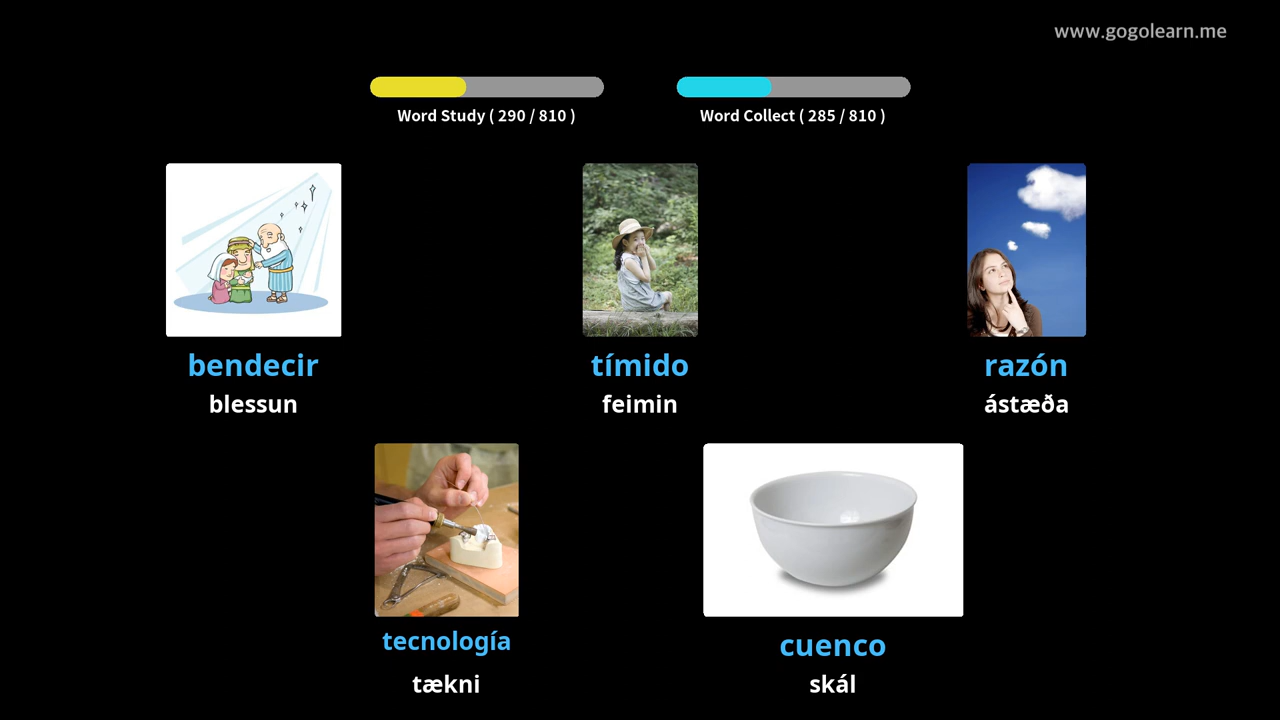 www.gogolearn.me
Word Study ( 290 / 810 )
Word Collect ( 285 / 810 )
bendecir
blessun
tímido
feimin
razón
ástæða
tecnología
tækni
cuenco
skál